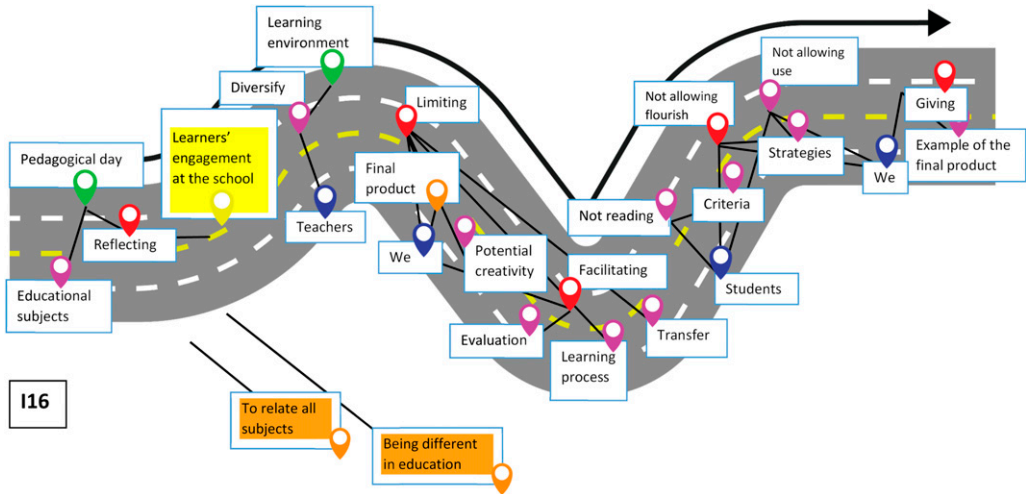 Learning
environment
Diversify
Learners'
engagement
at the school
Pedagogical day
Reflecting
Educational
subjects
Teachers
Limiting
Final
product
We
Potential
creativity
Evaluation
Learning
process
Facilitating
Transfer
Not reading
Not allowing
flourish
Criteria
Students
Not allowing
use
Strategies
We
Giving
Example of the
final product
I16
To relate all
subjects
Being different
in education